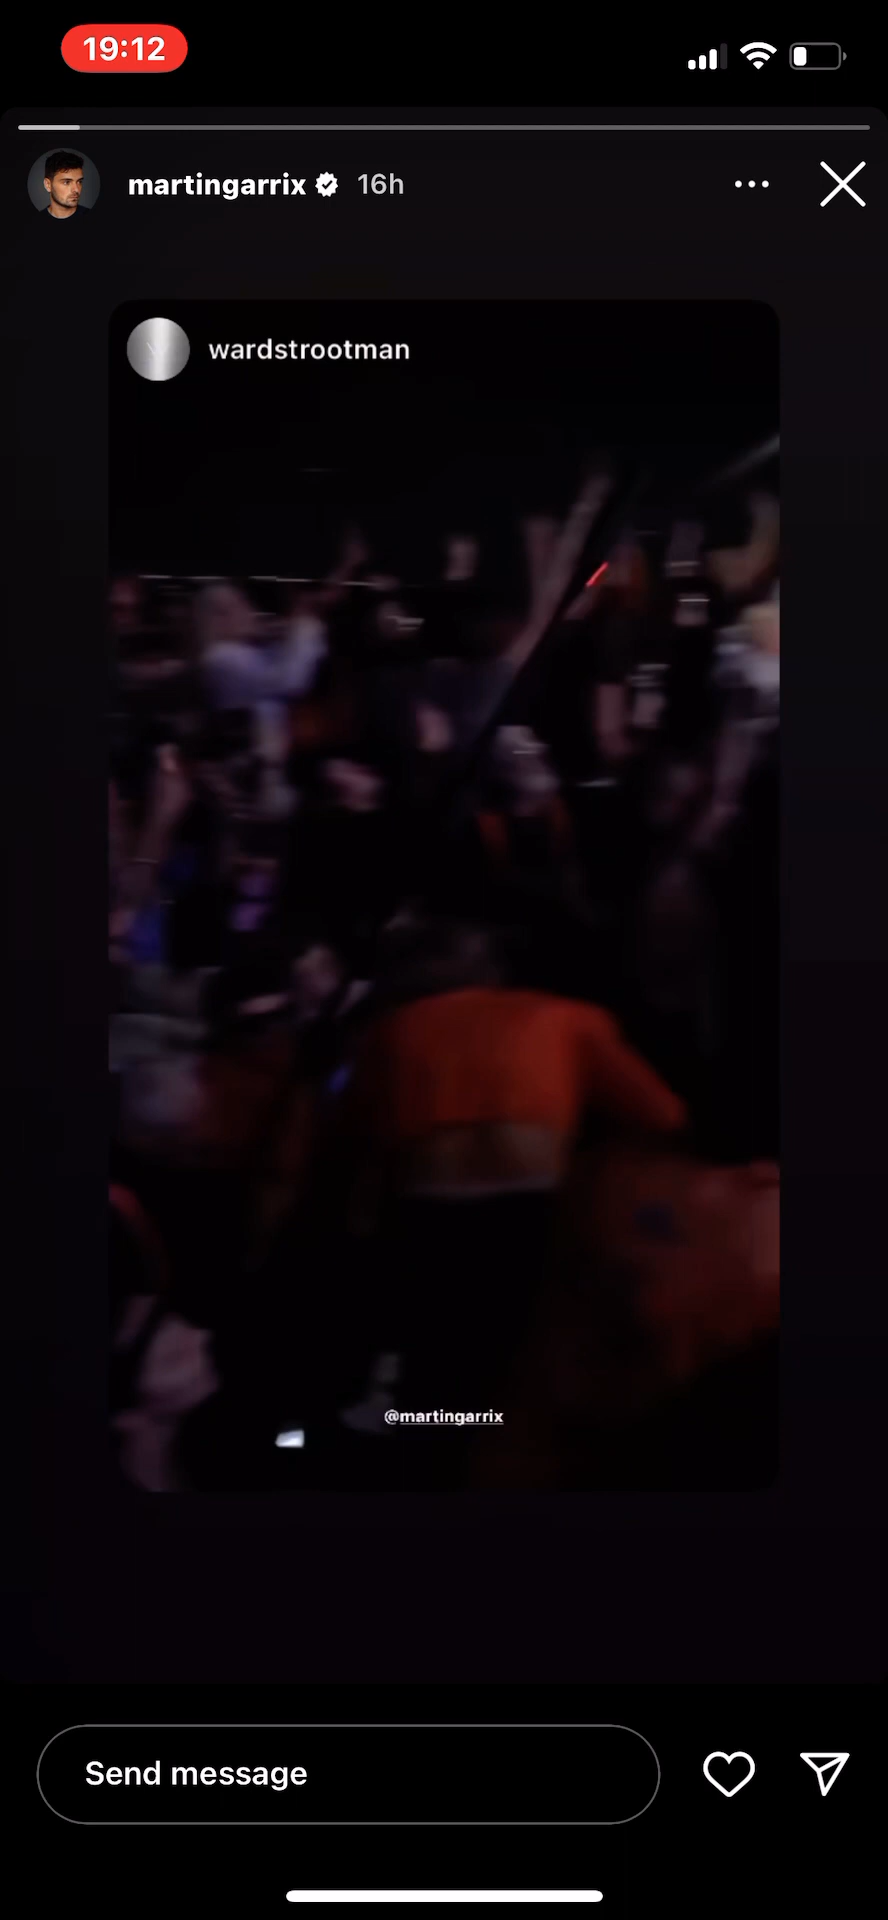 19:12
martingarrix 16h
wardstrootman
@martingarrix
Send message